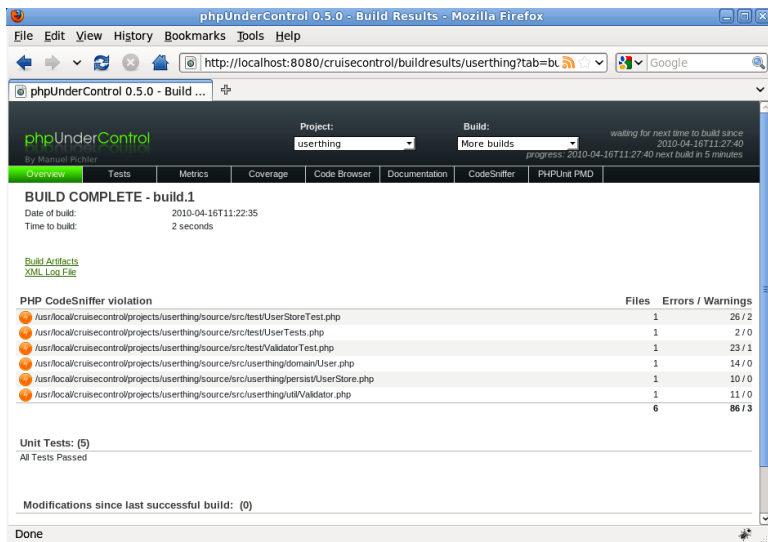 phpUnderControl 0.5.0 - Build Results - Mozilla Firefox
File Edit View History Bookmarks Tools Help
http://localhost:8080/cruisecontrol/buildresults/userthing?tab=bu
Google
phpUnderControl 0.5.0 - Build ...
phpUnderControl
By Manuel Pichler
Project:
userthing
Build:
More builds
waiting for next time to build since
2010-04-16T11:27:40
progress: 2010-04-16T11:27:40 next build in 5 minutes
Overview Tests Metrics Coverage Code Browser Documentation CodeSniffer PHPUnit PMD
BUILD COMPLETE - build.1
Date of build: 2010-04-16T11:22:35
Time to build: 2 seconds
Build Artifacts
XML Log File
PHP CodeSniffer violation Files Errors / Warnings
/usr/local/cruisecontrol/projects/userthing/source/src/test/UserStoreTest.php 1 26 / 2
/usr/local/cruisecontrol/projects/userthing/source/src/test/UserTests.php 1 2 / 0
/usr/local/cruisecontrol/projects/userthing/source/src/test/ValidatorTest.php 1 23 / 1
/usr/local/cruisecontrol/projects/userthing/source/src/userthing/domain/User.php 1 14 / 0
/usr/local/cruisecontrol/projects/userthing/source/src/userthing/persist/UserStore.php 1 10 / 0
/usr/local/cruisecontrol/projects/userthing/source/src/userthing/util/Validator.php 1 11 / 0
6 86 / 3
Unit Tests: (5)
All Tests Passed
Modifications since last successful build: (0)
Done